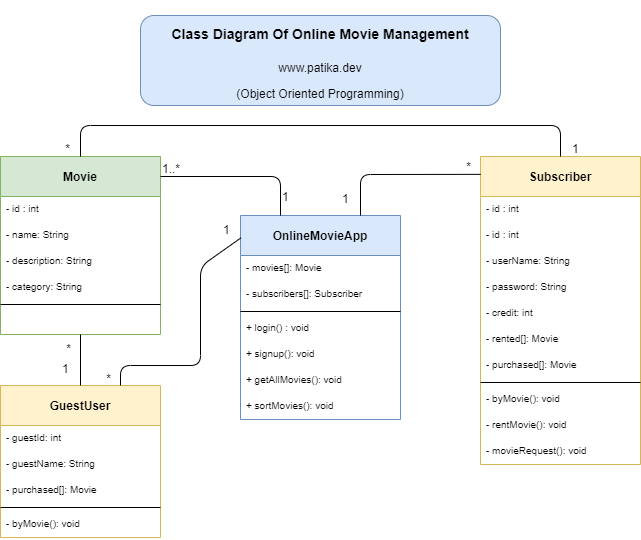 Class Diagram Of Online Movie Management
www.patika.dev
(Object Oriented Programming)
*
1
Movie
- id : int
- name: String
- description: String
- category: String
1..*
1
*
1
Subscriber
- id : int
- id : int
- userName: String
- password: String
- credit: int
- rented[]: Movie
- purchased[]: Movie
+ byMovie(): void
- rentMovie(): void
- movieRequest(): void
OnlineMovieApp
- movies[]: Movie
- subscribers[]: Subscriber
+ login() : void
+ signup(): void
+ getAllMovies(): void
+ sortMovies(): void
1
*
*
1
GuestUser
- guestId: int
- guestName: String
- purchased[]: Movie
- byMovie(): void